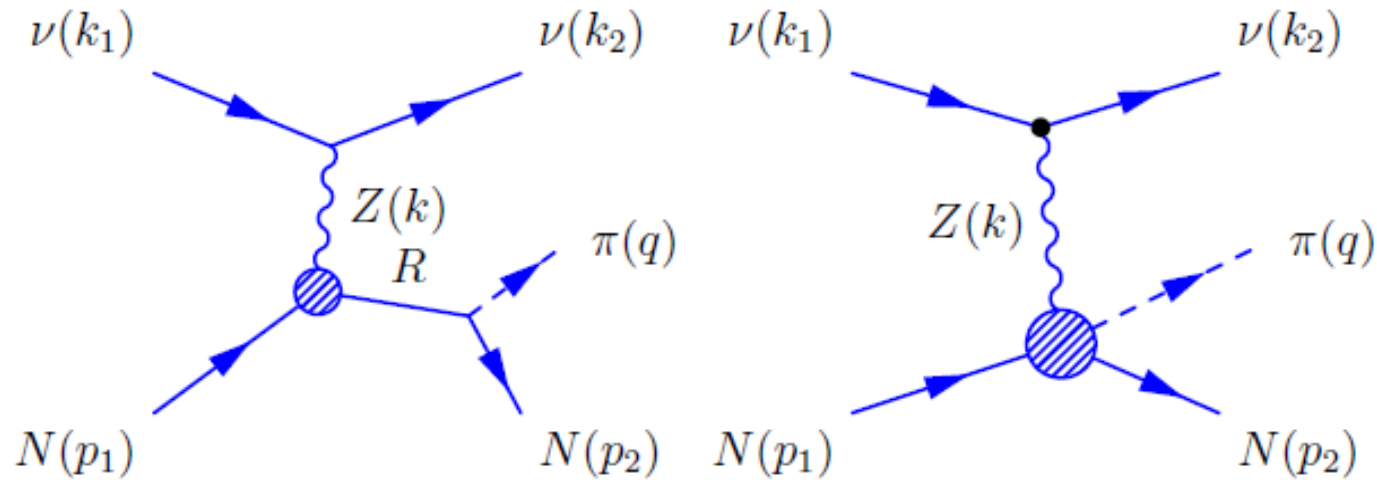 ν(k₁) ν(k₂) ν(k₁) ν(k₂)
Z(k) Z(k)
R π(q) π(q)
N(p₁) N(p₂) N(p₁) N(p₂)